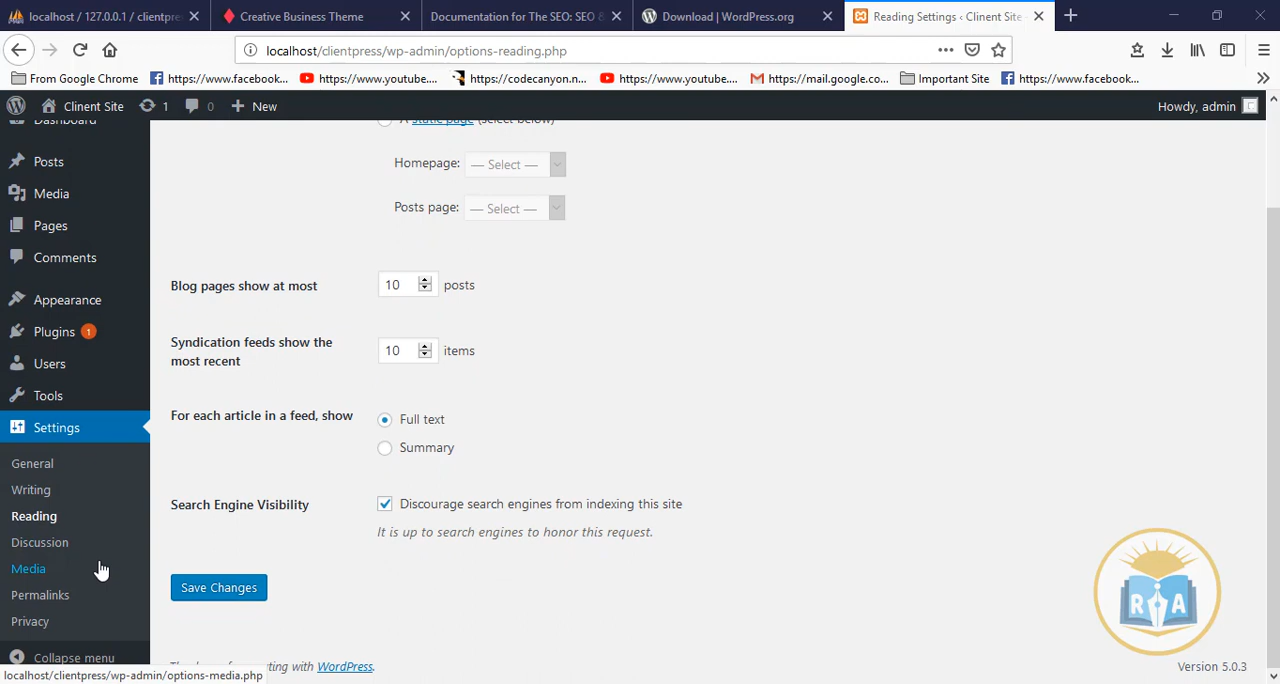 localhost / 127.0.0.1 / clientpre
Creative Business Theme
Documentation for The SEO: SEO &
Download | WordPress.org
Reading Settings ‹ Clinent Site
localhost/clientpress/wp-admin/options-reading.php
From Google Chrome
https://www.facebook...
https://www.youtube....
https://codecanyon.n...
https://www.youtube....
https://mail.google.co...
Important Site
https://www.facebook...
Clinent Site
1
0
New
Howdy, admin
Dashboard
A static page (select below)
Posts
Homepage: — Select —
Media
Pages
Posts page: — Select —
Comments
Appearance
Blog pages show at most 10 posts
Plugins 1
Syndication feeds show the most recent 10 items
Users
Tools
For each article in a feed, show
Full text
Summary
Settings
General
Writing
Reading
Search Engine Visibility
Discourage search engines from indexing this site
It is up to search engines to honor this request.
Discussion
Media
Permalinks
Privacy
Save Changes
R A
Collapse menu
WordPress.
Version 5.0.3
localhost/clientpress/wp-admin/options-media.php